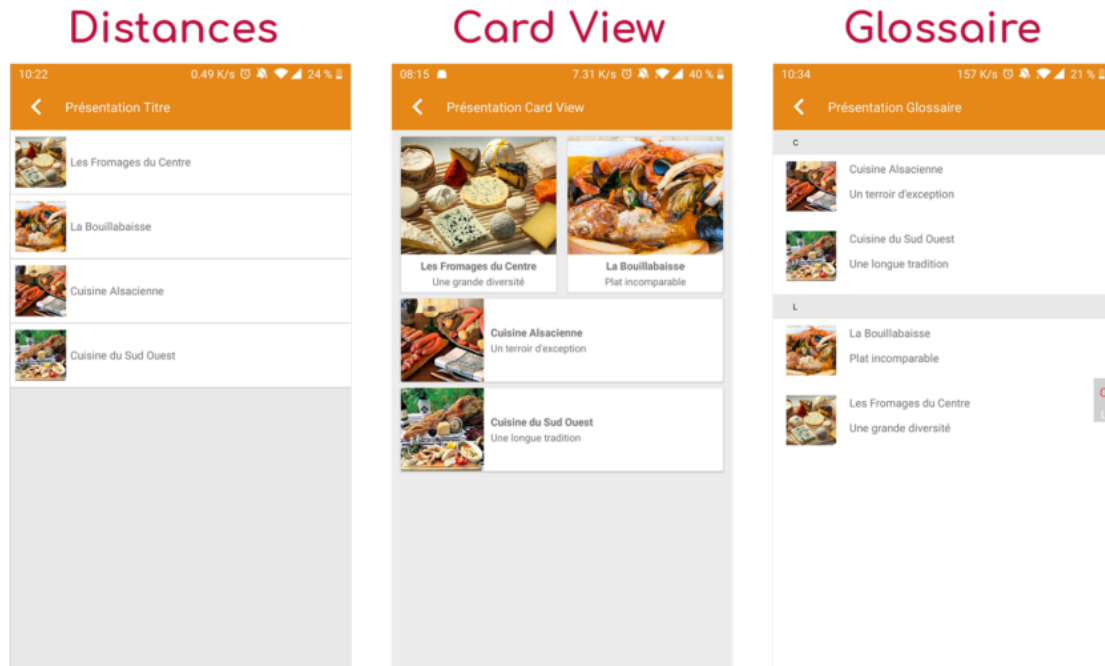 Distances
10:22 0.49 K/s 24 %
Présentation Titre
Les Fromages du Centre
La Bouillabaisse
Cuisine Alsacienne
Cuisine du Sud Ouest
Card View
08:15 7.31 K/s 40 %
Présentation Card View
Les Fromages du Centre
Une grande diversité
La Bouillabaisse
Plat incomparable
Cuisine Alsacienne
Un terroir d'exception
Cuisine du Sud Ouest
Une longue tradition
Glossaire
10:34 157 K/s 21 %
Présentation Glossaire
C
Cuisine Alsacienne
Un terroir d'exception
Cuisine du Sud Ouest
Une longue tradition
L
La Bouillabaisse
Plat incomparable
Les Fromages du Centre
Une grande diversité
C
L